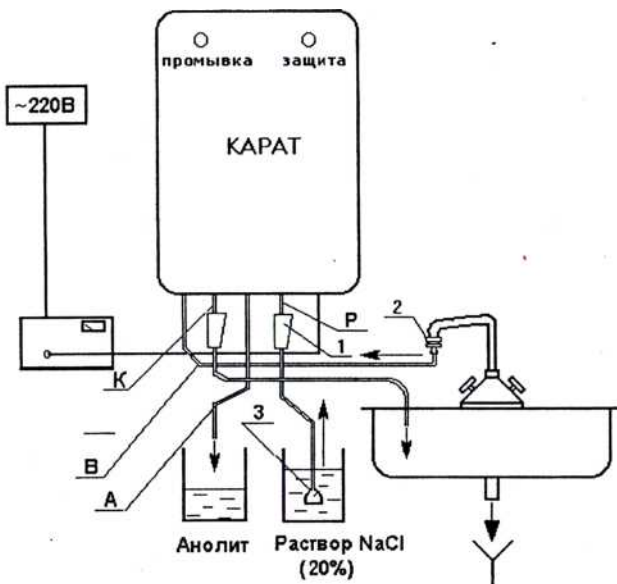 промывка защита
~220В
КАРАТ
Р
2
1
К
3
В
А
Анолит Раствор NaCl
(20%)